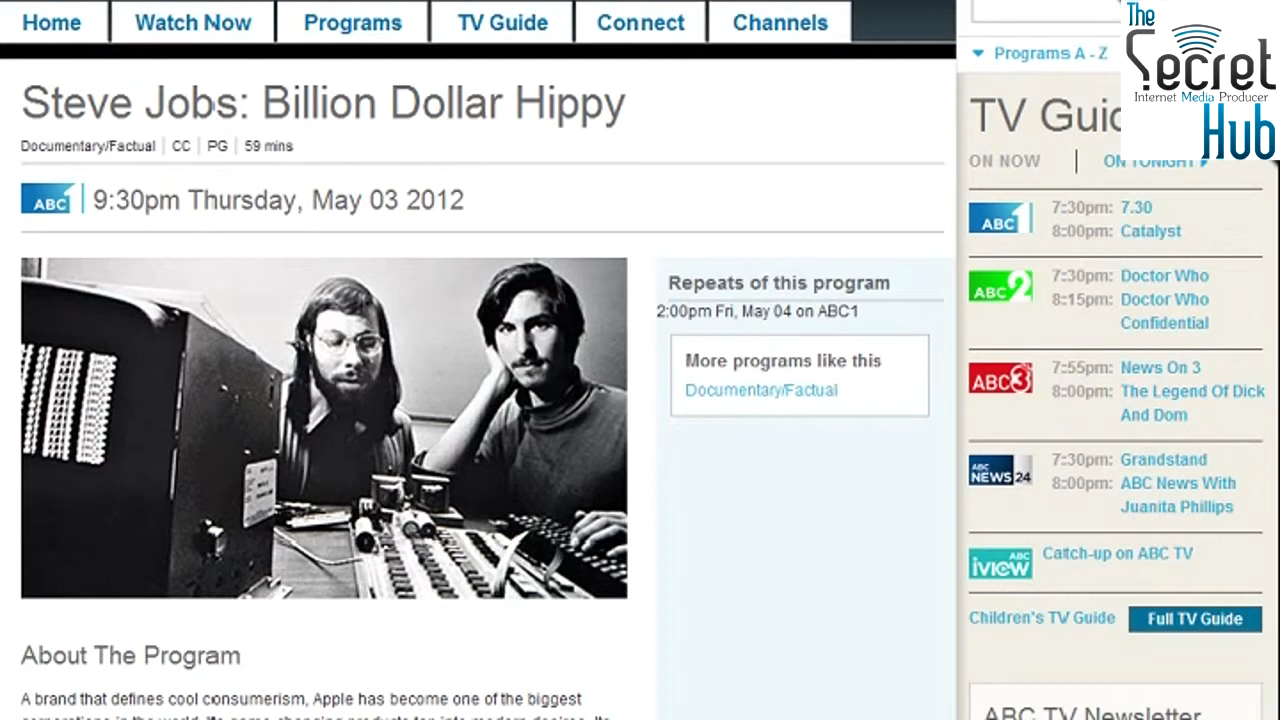 Home Watch Now Programs TV Guide Connect Channels
Steve Jobs: Billion Dollar Hippy
Documentary/Factual CC PG 59 mins
ABC1 9:30pm Thursday, May 03 2012
Repeats of this program
2:00pm Fri, May 04 on ABC1
More programs like this
Documentary/Factual
About The Program
A brand that defines cool consumerism, Apple has become one of the biggest
The
Secret
Internet Media Producer
Hub
Programs A - Z
TV Guid
ON NOW ON TONIGHT
ABC1 7:30pm: 7.30
8:00pm: Catalyst
ABC2 7:30pm: Doctor Who
8:15pm: Doctor Who
Confidential
ABC3 7:55pm: News On 3
8:00pm: The Legend Of Dick
And Dom
ABC NEWS 24 7:30pm: Grandstand
8:00pm: ABC News With
Juanita Phillips
ABC iview Catch-up on ABC TV
Children's TV Guide Full TV Guide
ABC TV Newsletter